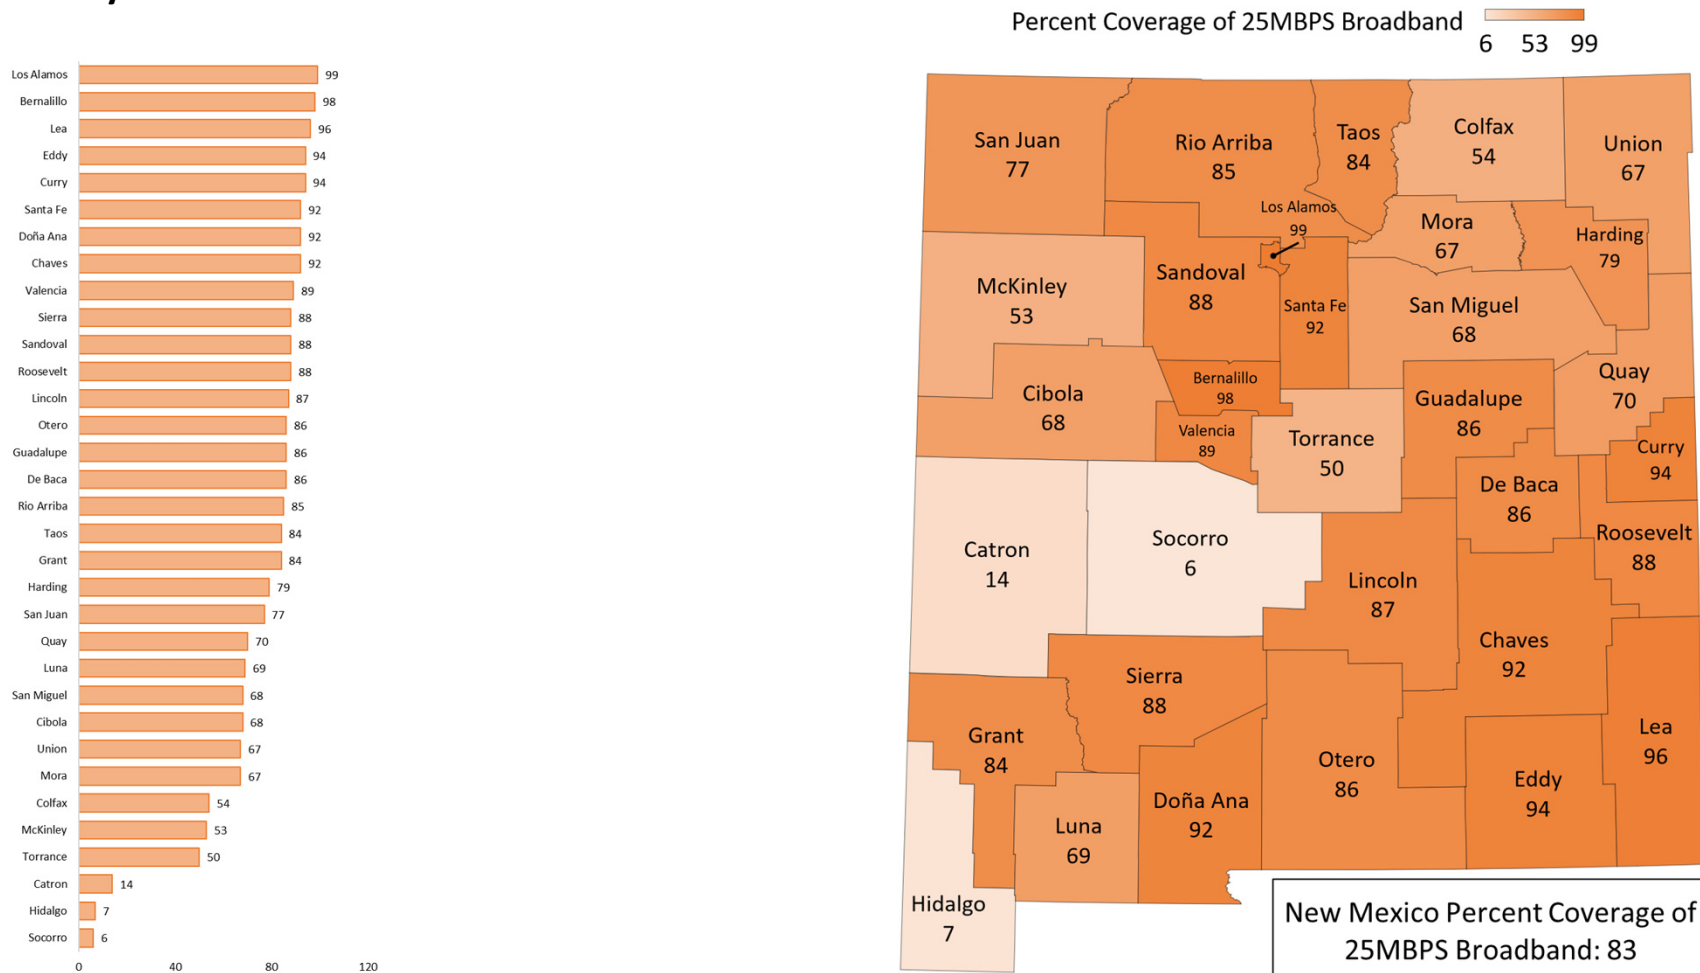 Los Alamos 99
Bernalillo 98
Lea 96
Eddy 94
Curry 94
Santa Fe 92
Doña Ana 92
Chaves 92
Valencia 89
Sierra 88
Sandoval 88
Roosevelt 88
Lincoln 87
Otero 86
Guadalupe 86
De Baca 86
Rio Arriba 85
Taos 84
Grant 84
Harding 79
San Juan 77
Quay 70
Luna 69
San Miguel 68
Cibola 68
Union 67
Mora 67
Colfax 54
McKinley 53
Torrance 50
Catron 14
Hidalgo 7
Socorro 6
0 40 80 120
Percent Coverage of 25MBPS Broadband
6 53 99
San Juan
77
Rio Arriba
85
Taos
84
Colfax
54
Union
67
Los Alamos
99
Mora
67
Harding
79
McKinley
53
Sandoval
88
Santa Fe
92
San Miguel
68
Quay
70
Cibola
68
Bernalillo
98
Valencia
89
Torrance
50
Guadalupe
86
Curry
94
De Baca
86
Roosevelt
88
Catron
14
Socorro
6
Lincoln
87
Chaves
92
Sierra
88
Grant
84
Otero
86
Lea
96
Eddy
94
Doña Ana
92
Luna
69
Hidalgo
7
New Mexico Percent Coverage of
25MBPS Broadband: 83